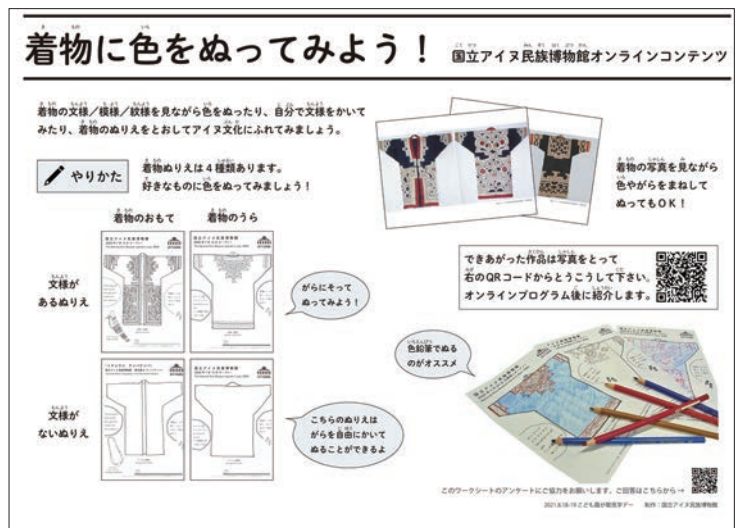 着物に色をぬってみよう！
国立アイヌ民族博物館オンラインコンテンツ
着物の文様／模様／紋様を見ながら色をぬったり、自分で文様をかいて
みたり、着物のぬりえをとおしてアイヌ文化にふれてみましょう。
やりかた
着物ぬりえは４種類あります。
好きなものに色をぬってみましょう！
着物の写真を見ながら
色やがらをまねして
ぬってもOK！
着物のおもて
着物のうら
文様が
あるぬりえ
がらにそって
ぬってみよう！
できあがった作品は写真をとって
右のQRコードからとうこうして下さい。
オンラインプログラム後に紹介します。
色鉛筆でぬる
のがオススメ
文様が
ないぬりえ
こちらのぬりえは
がらを自由にかいて
ぬることができるよ
このワークシートのアンケートにご協力をお願いします。ご回答はこちらから→
2021.8.18-19 こども霞が関見学デー　制作：国立アイヌ民族博物館